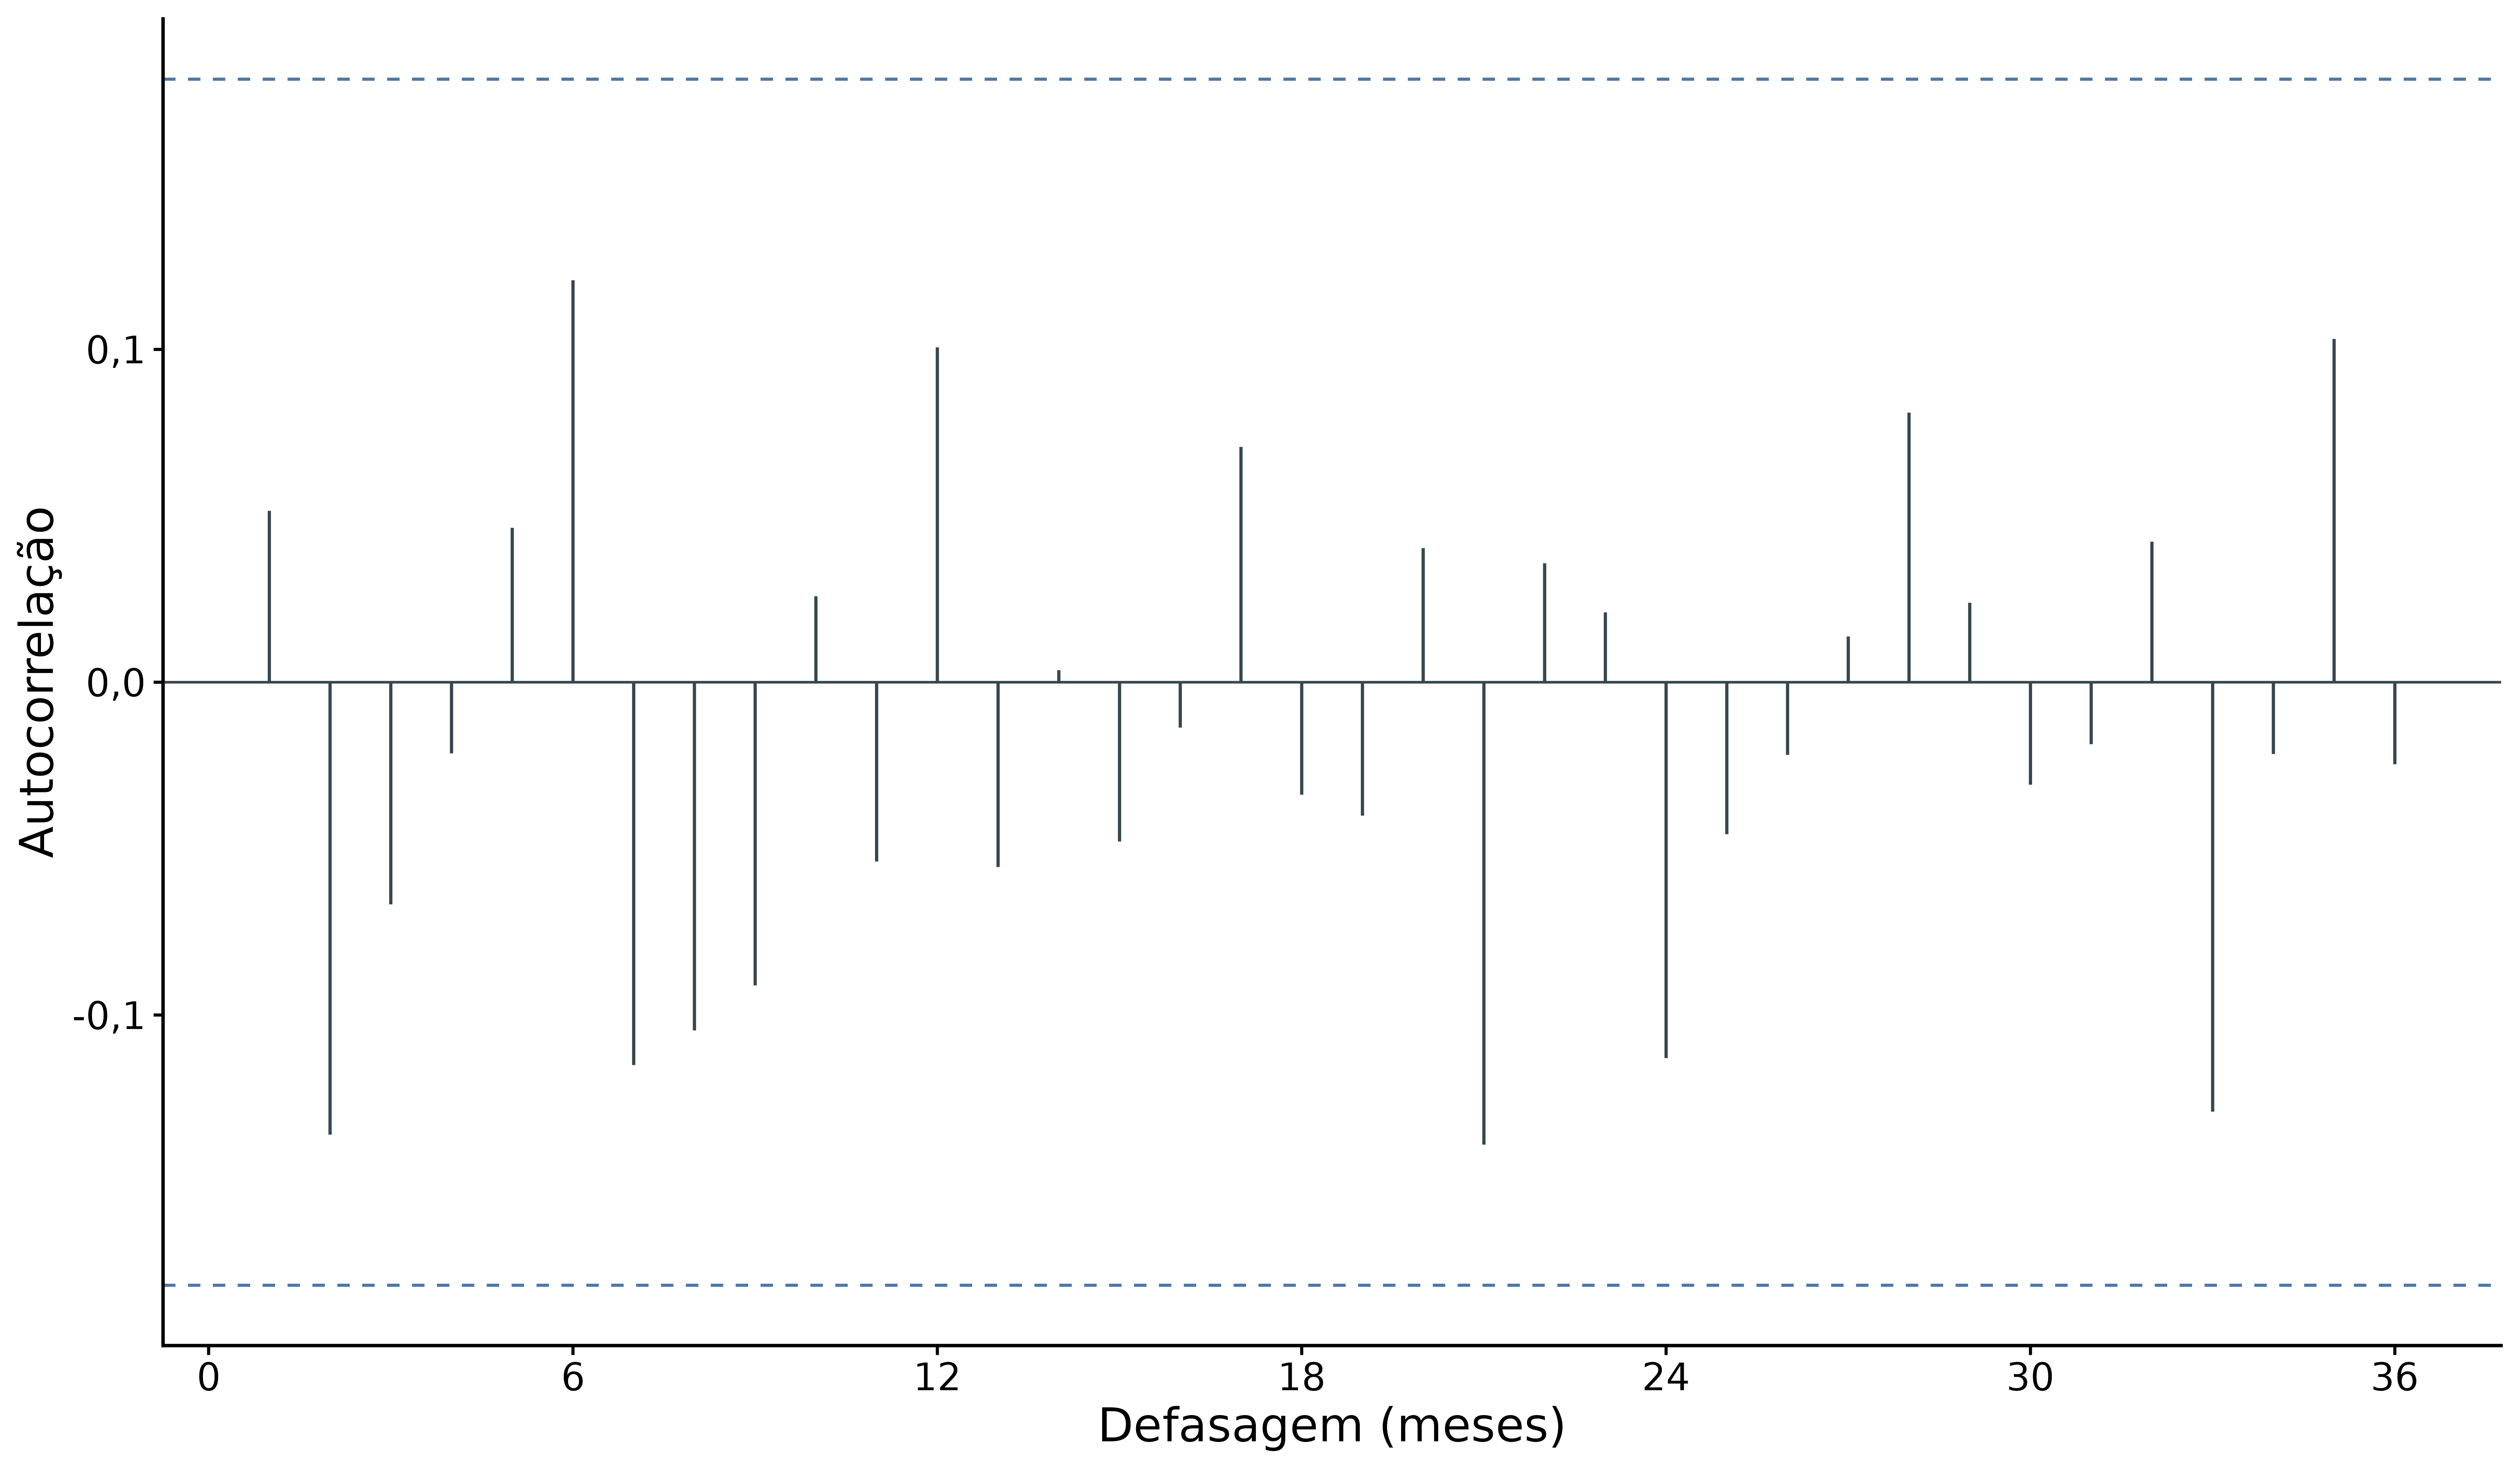 Autocorrelação
0,1
0,0
-0,1
0 6 12 18 24 30 36
Defasagem (meses)